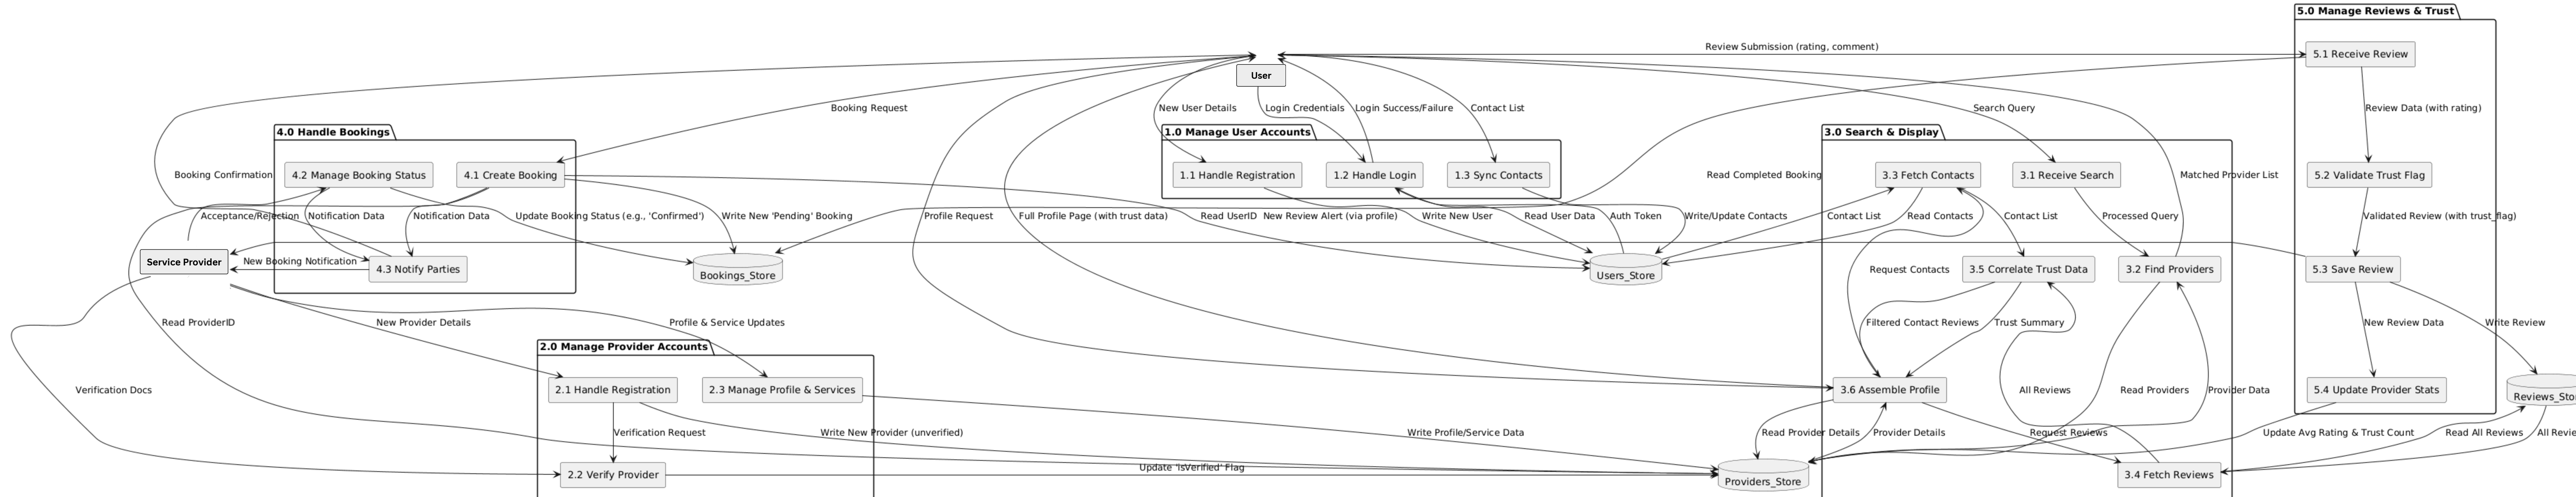 5.0 Manage Reviews & Trust
Review Submission (rating, comment)
5.1 Receive Review
User
Booking Request
New User Details
Login Credentials
Login Success/Failure
Contact List
Search Query
Review Data (with rating)
4.0 Handle Bookings
1.0 Manage User Accounts
3.0 Search & Display
Booking Confirmation
4.2 Manage Booking Status
4.1 Create Booking
1.1 Handle Registration
1.2 Handle Login
1.3 Sync Contacts
Read Completed Booking
3.3 Fetch Contacts
3.1 Receive Search
Matched Provider List
5.2 Validate Trust Flag
Acceptance/Rejection
Notification Data
Notification Data
Update Booking Status (e.g., 'Confirmed')
Write New 'Pending' Booking
Profile Request
Full Profile Page (with trust data)
Read UserID
New Review Alert (via profile)
Write New User
Read User Data
Auth Token
Write/Update Contacts
Contact List
Read Contacts
Contact List
Processed Query
Validated Review (with trust_flag)
Service Provider
New Booking Notification
4.3 Notify Parties
Bookings_Store
Users_Store
Request Contacts
3.5 Correlate Trust Data
3.2 Find Providers
5.3 Save Review
Read ProviderID
New Provider Details
Profile & Service Updates
Filtered Contact Reviews
Trust Summary
New Review Data
Write Review
2.0 Manage Provider Accounts
Verification Docs
2.1 Handle Registration
2.3 Manage Profile & Services
3.6 Assemble Profile
All Reviews
Read Providers
Provider Data
5.4 Update Provider Stats
Verification Request
Write New Provider (unverified)
Write Profile/Service Data
Read Provider Details
Provider Details
Request Reviews
Update Avg Rating & Trust Count
Read All Reviews
2.2 Verify Provider
Update 'IsVerified' Flag
Providers_Store
3.4 Fetch Reviews